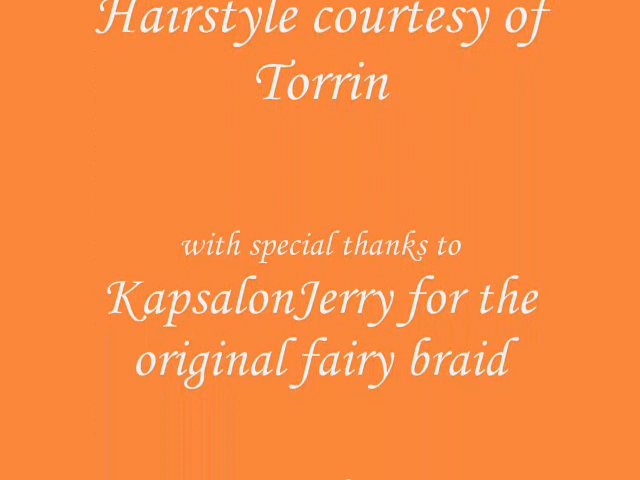 Hairstyle courtesy of
Torrin
with special thanks to
KapsalonJerry for the
original fairy braid